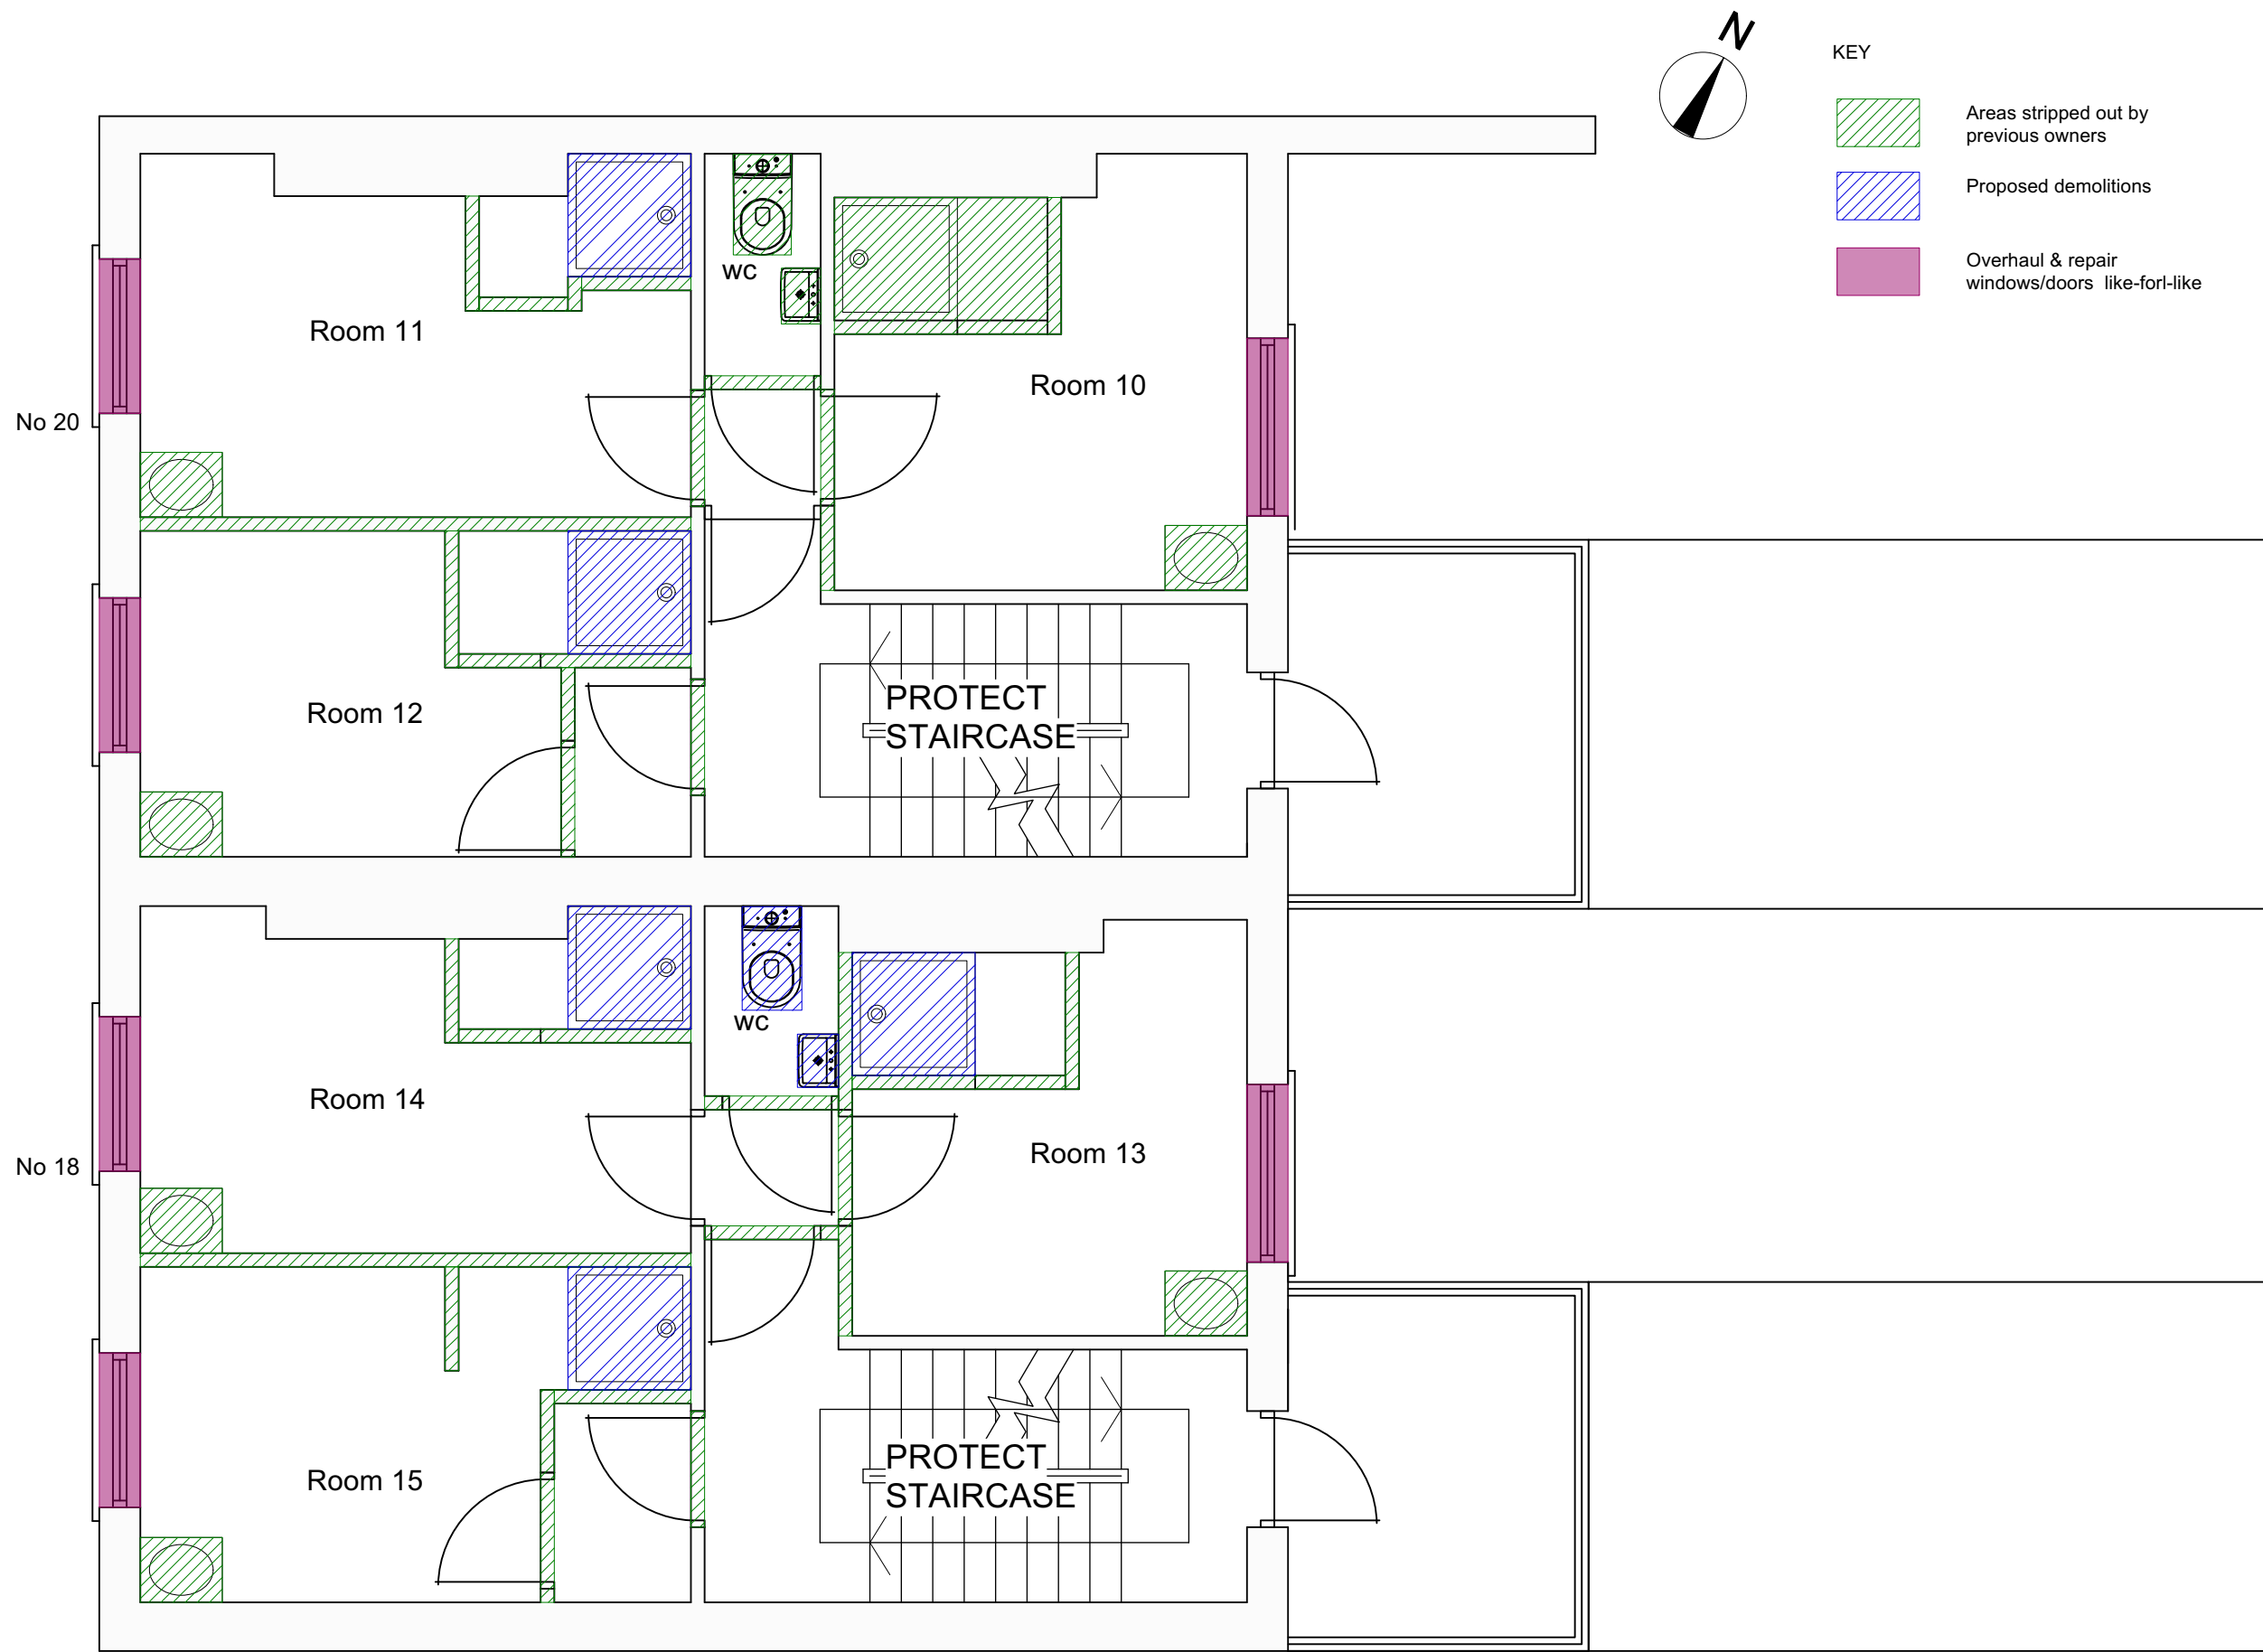 N
KEY
Areas stripped out by
previous owners
Proposed demolitions
Overhaul & repair
windows/doors like-forl-like
WC
Room 11
Room 10
No 20
Room 12
PROTECT
STAIRCASE
WC
Room 14
Room 13
No 18
Room 15
PROTECT
STAIRCASE